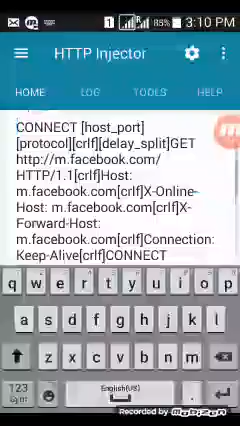 1
85% 3:10 PM
HTTP Injector
HOME LOG TOOLS HELP
CONNECT [host_port]
[protocol][crlf][delay_split]GET
http://m.facebook.com/
HTTP/1.1[crlf]Host:
m.facebook.com[crlf]X-Online-
Host: m.facebook.com[crlf]X-
Forward-Host:
m.facebook.com[crlf]Connection:
Keep-Alive[crlf]CONNECT
q w e r t y u i o p
a s d f g h j k l
z x c v b n m
123
Sym
English(US)
.
Recorded by mobizen